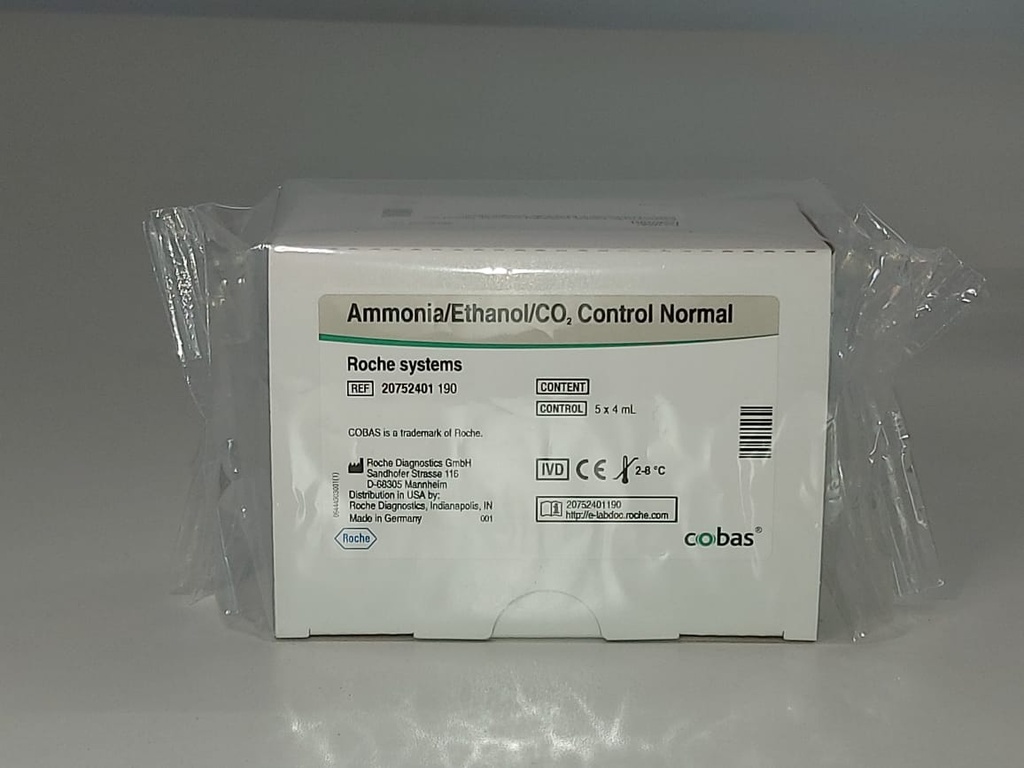 Ammonia/Ethanol/CO₂ Control Normal
Roche systems
REF 20752401 190
CONTENT
CONTROL 5 x 4 mL
COBAS is a trademark of Roche.
Roche Diagnostics GmbH
Sandhofer Strasse 116
D-68305 Mannheim
Distribution in USA by:
Roche Diagnostics, Indianapolis, IN
Made in Germany 001
IVD CE 2-8 °C
20752401190
http://e-labdoc.roche.com
Roche
cobas®